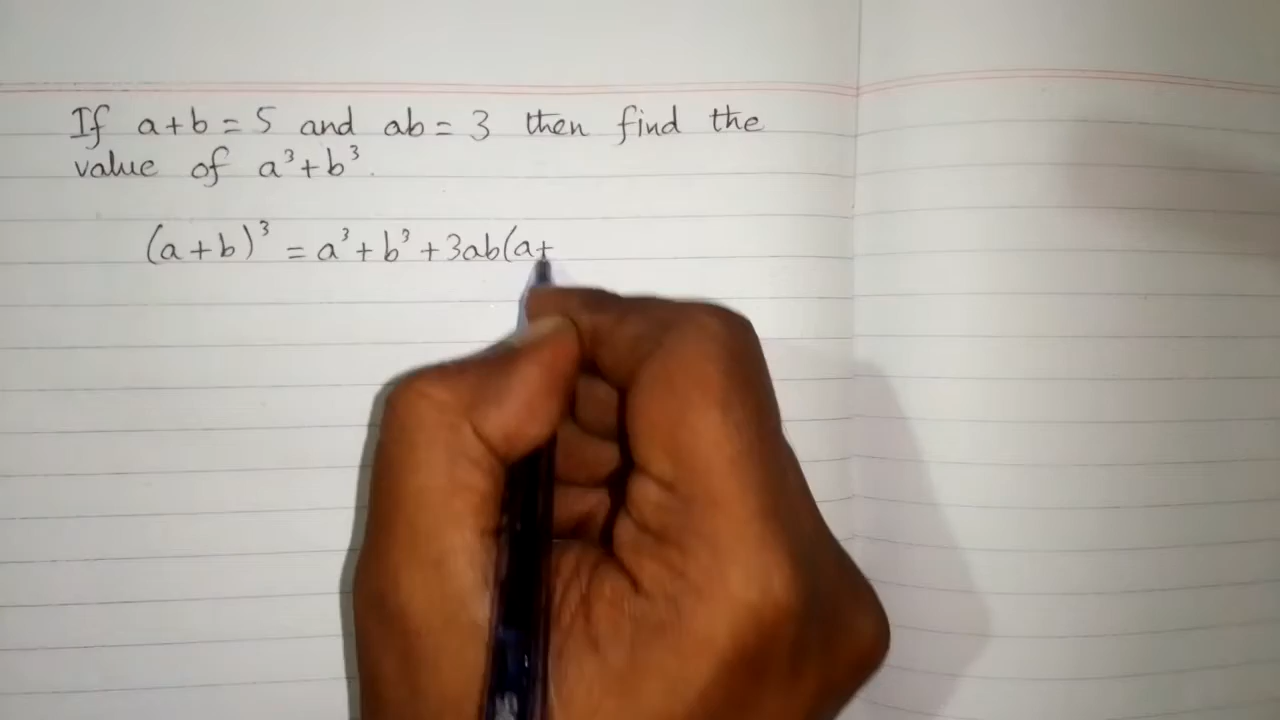 If a+b = 5 and ab = 3 then find the
value of a³+b³.
(a+b)³ = a³+b³+3ab(a+